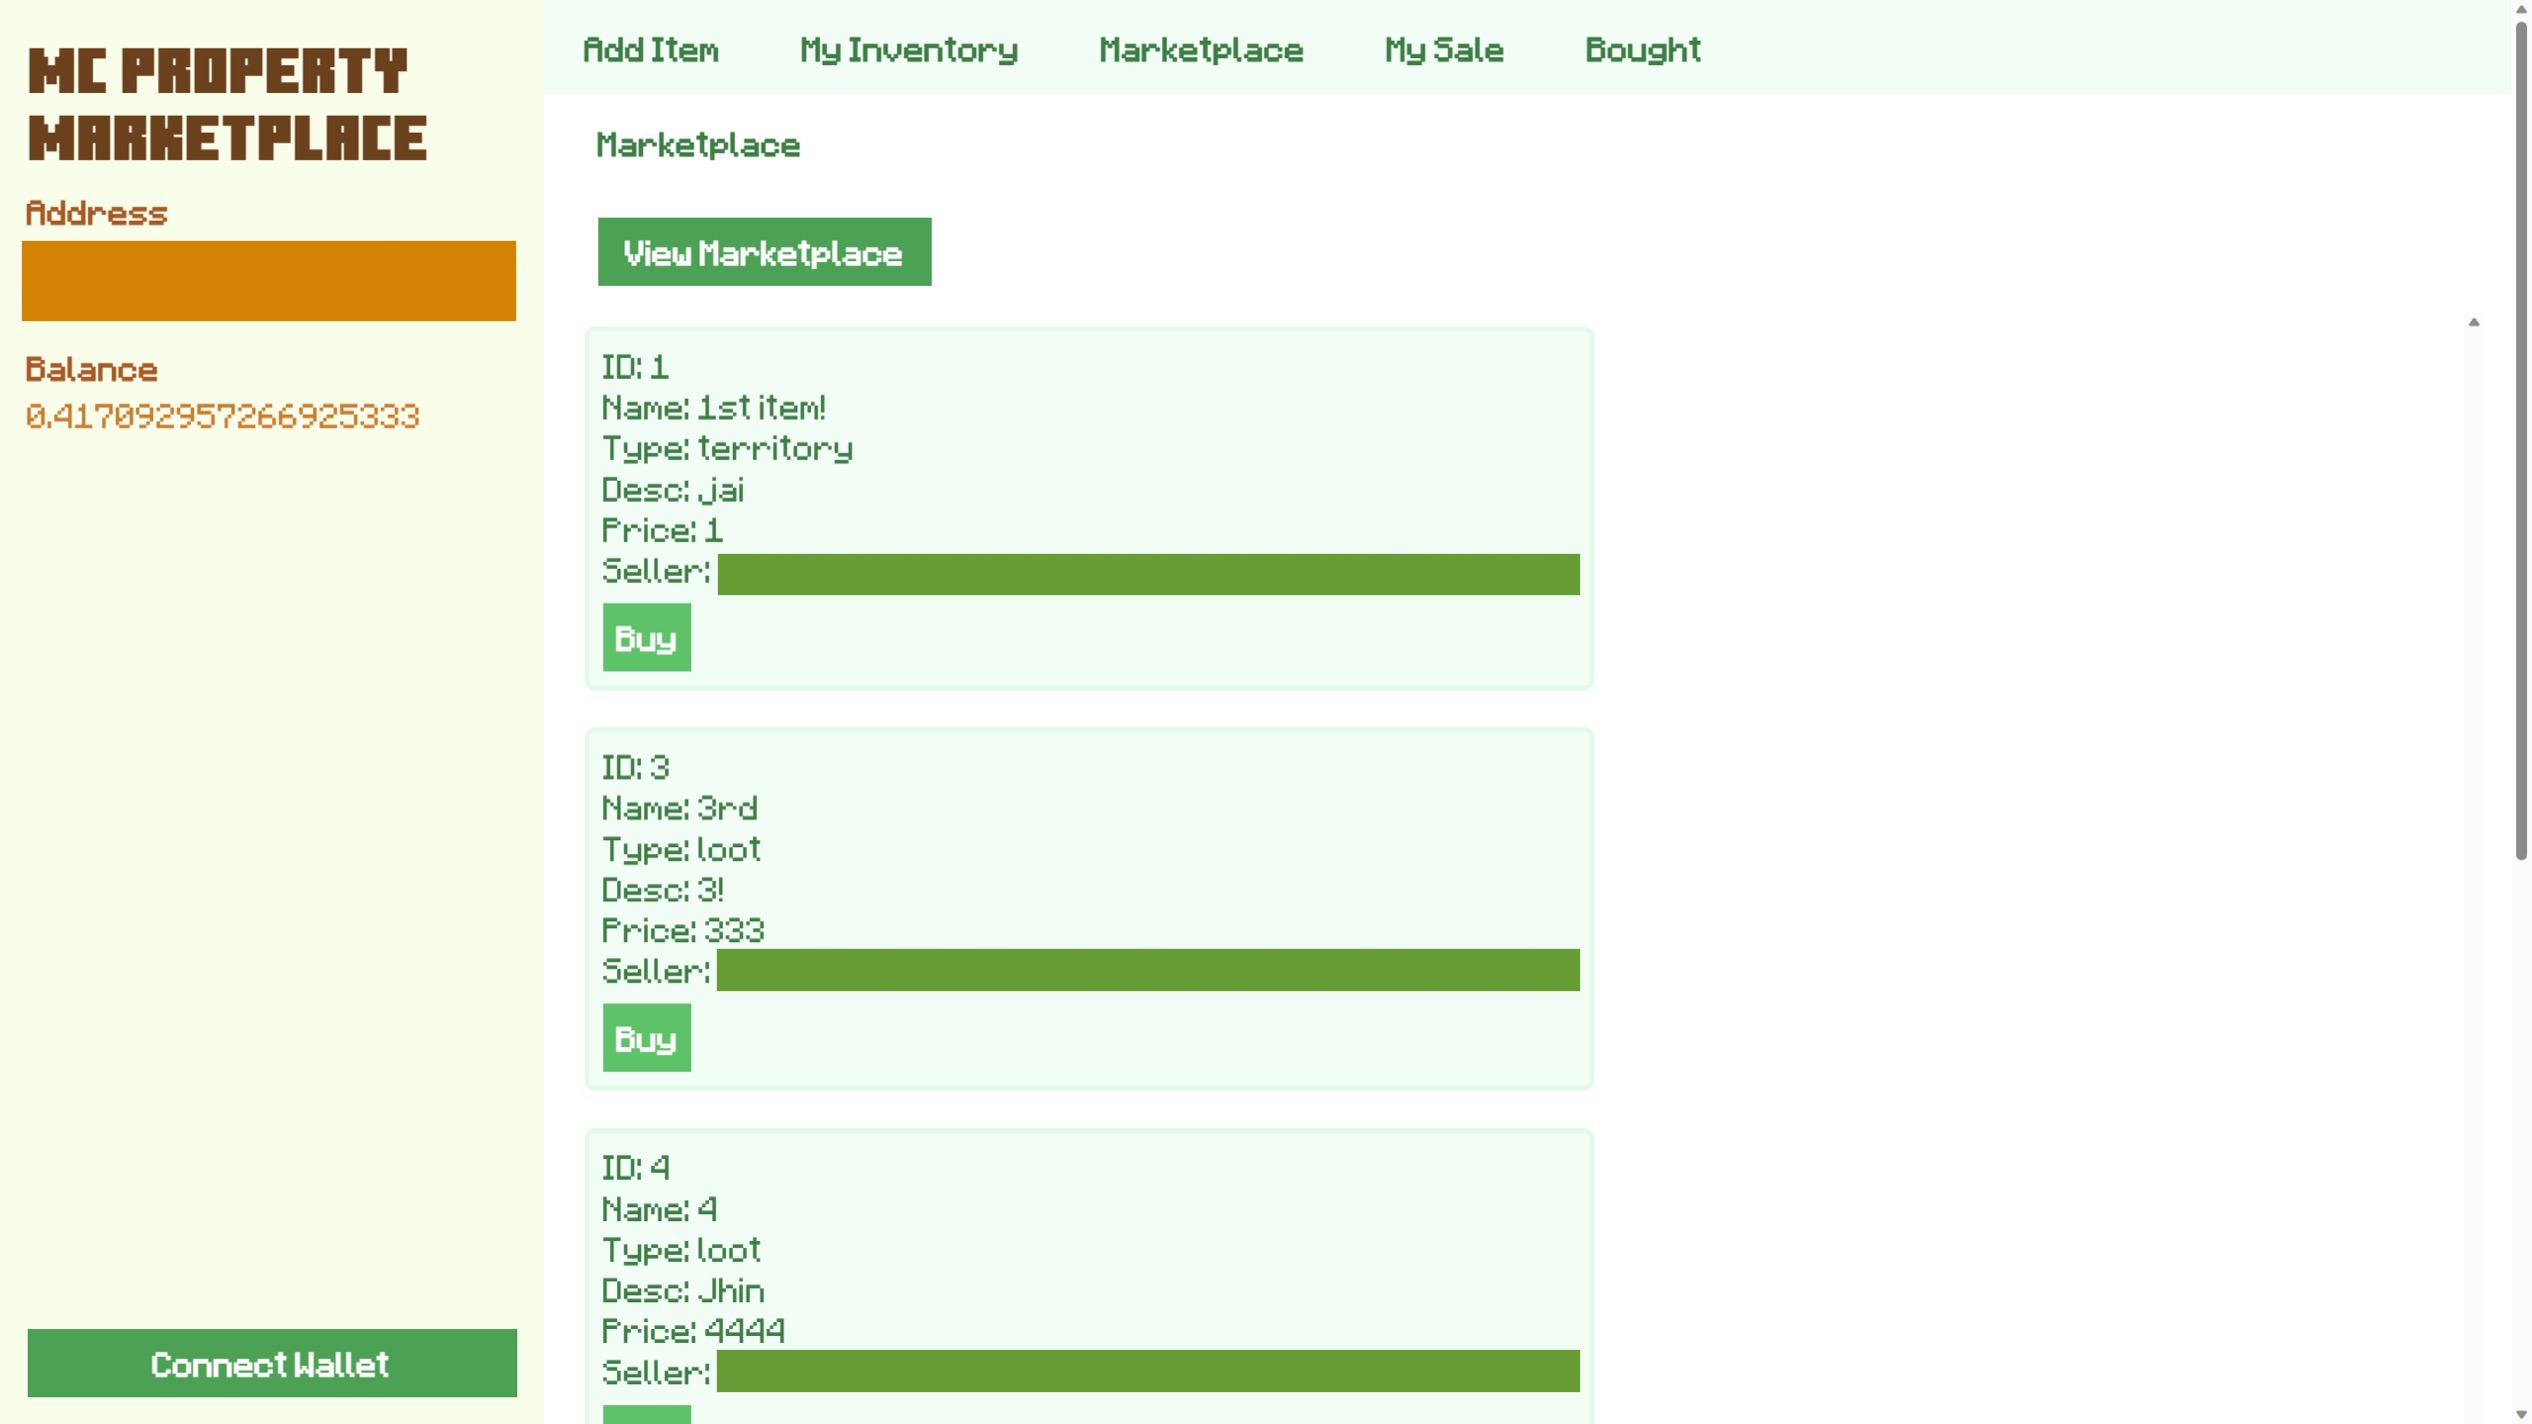 MC PROPERTY
MARKETPLACE
Address
Balance
0.417092957266925333
Connect Wallet
Add Item My Inventory Marketplace My Sale Bought
Marketplace
View Marketplace
ID: 1
Name: 1st item!
Type: territory
Desc: jai
Price: 1
Seller:
Buy
ID: 3
Name: 3rd
Type: loot
Desc: 3!
Price: 333
Seller:
Buy
ID: 4
Name: 4
Type: loot
Desc: Jhin
Price: 4444
Seller: